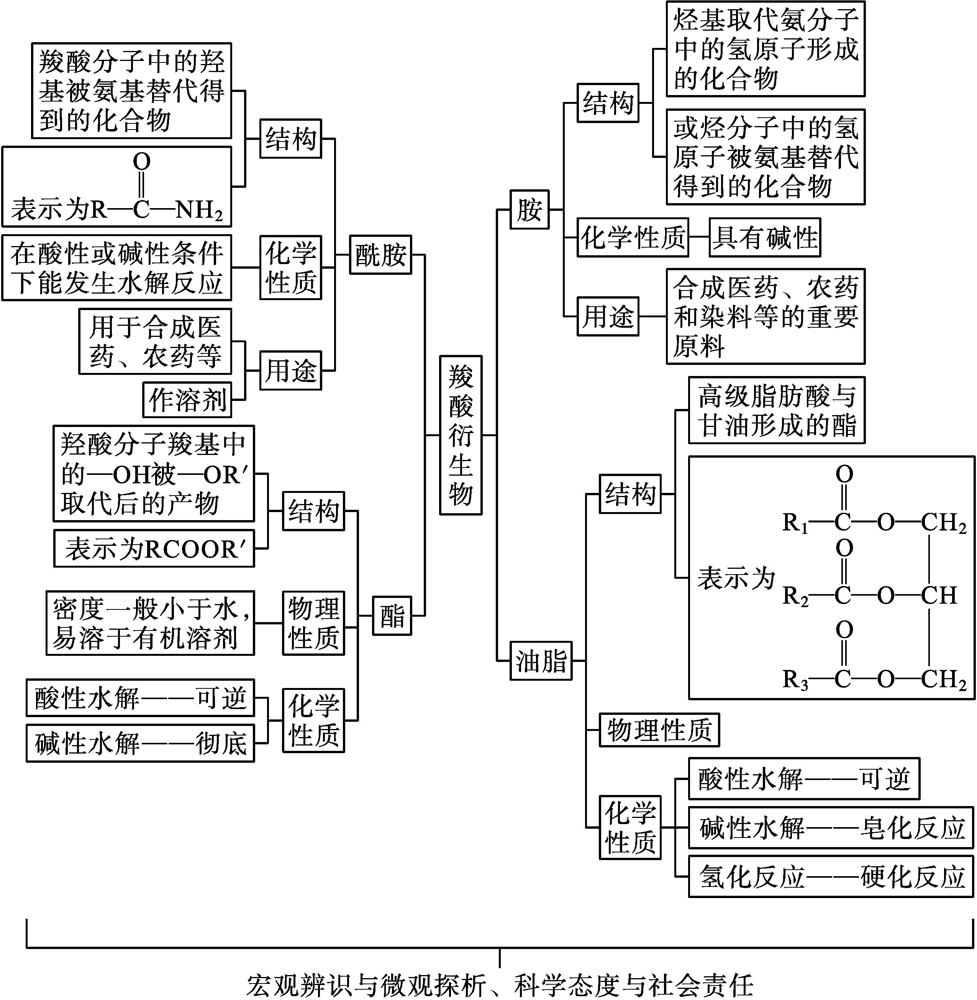 羧酸分子中的羟
基被氨基替代得
到的化合物
结构
O
表示为R—C—NH₂
在酸性或碱性条件
下能发生水解反应
化学
性质
酰胺
用于合成医
药、农药等
用途
作溶剂
羟酸分子羧基中
的—OH被—OR′
取代后的产物
结构
表示为RCOOR′
密度一般小于水，
易溶于有机溶剂
物理
性质
酯
酸性水解——可逆
碱性水解——彻底
化学
性质
羧
酸
衍
生
物
烃基取代氨分子
中的氢原子形成
的化合物
结构
或烃分子中的氢
原子被氨基替代
得到的化合物
胺
化学性质
具有碱性
用途
合成医药、农药
和染料等的重要
原料
高级脂肪酸与
甘油形成的酯
结构
O
R₁—C—O—CH₂
O
表示为
R₂—C—O—CH
O
R₃—C—O—CH₂
油脂
物理性质
酸性水解——可逆
化学
性质
碱性水解——皂化反应
氢化反应——硬化反应
宏观辨识与微观探析、科学态度与社会责任